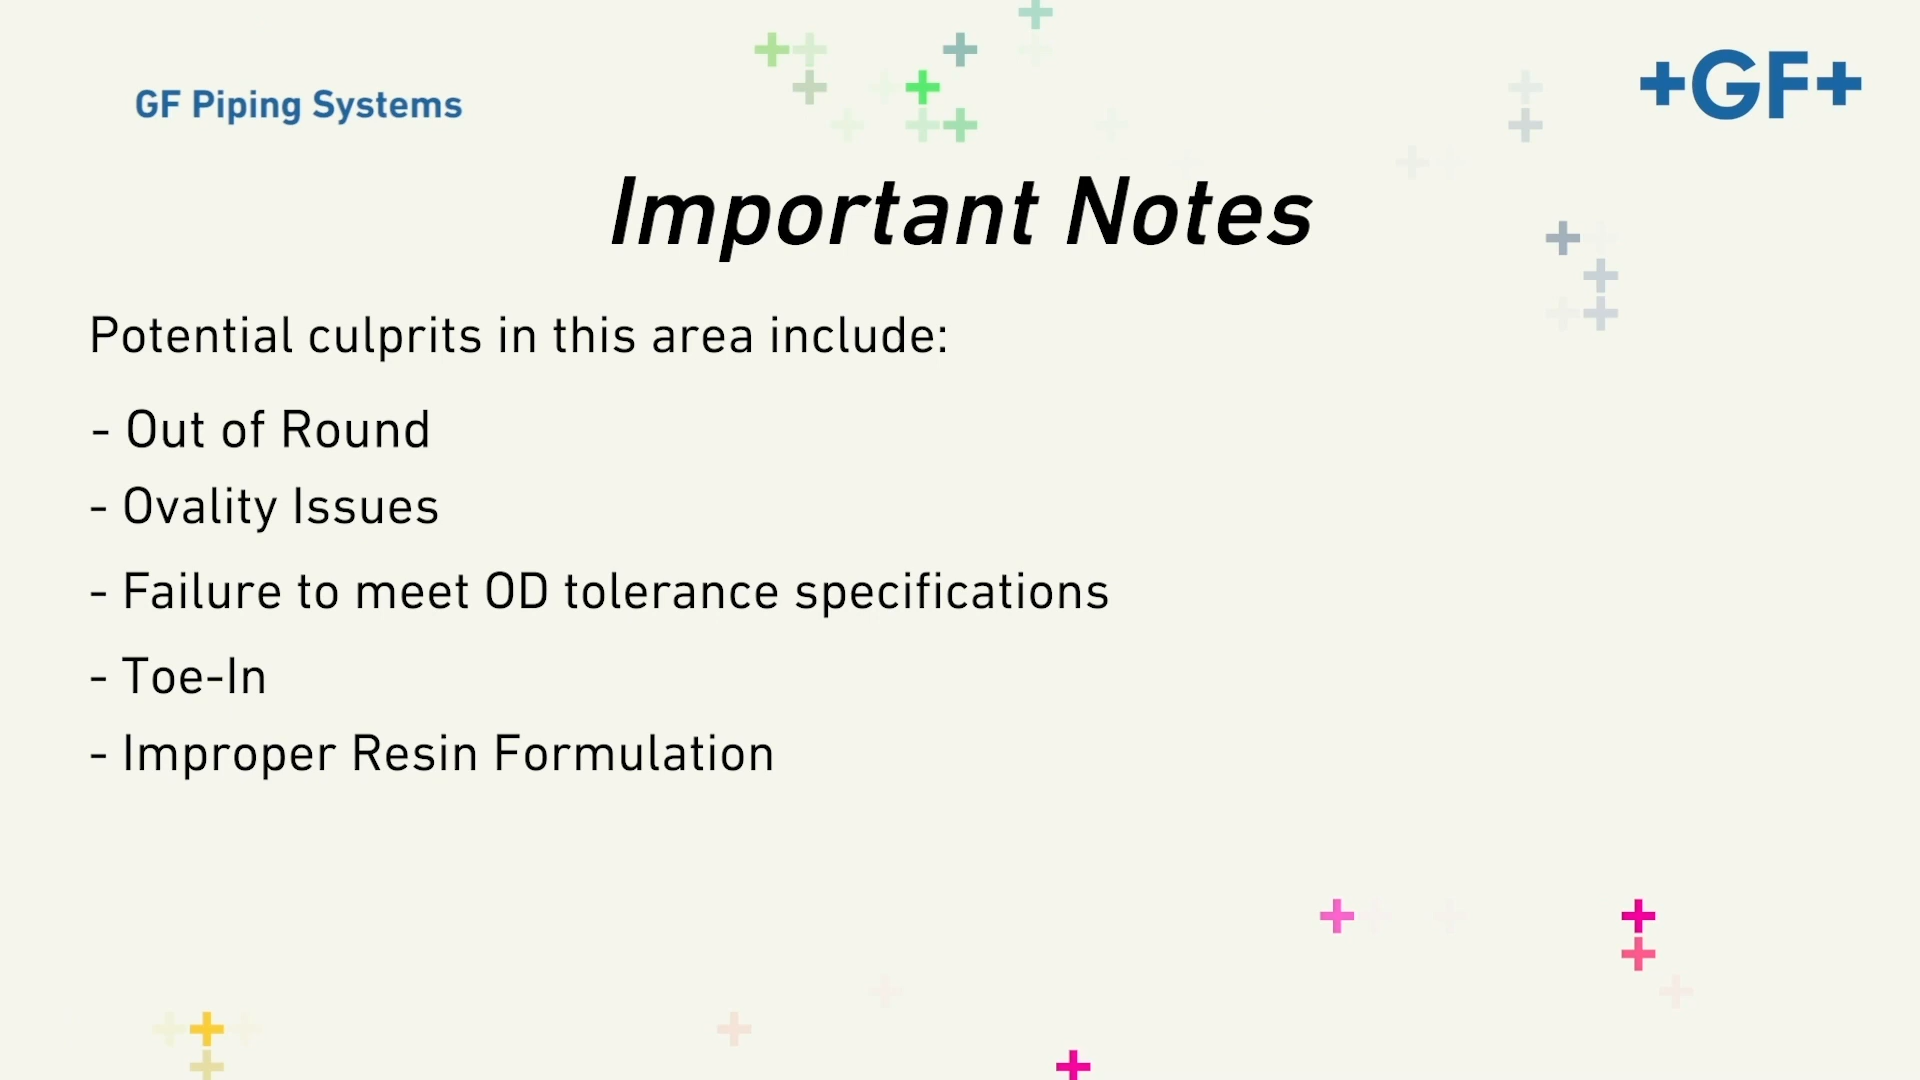 GF Piping Systems
+GF+
Important Notes
Potential culprits in this area include:
- Out of Round
- Ovality Issues
- Failure to meet OD tolerance specifications
- Toe-In
- Improper Resin Formulation